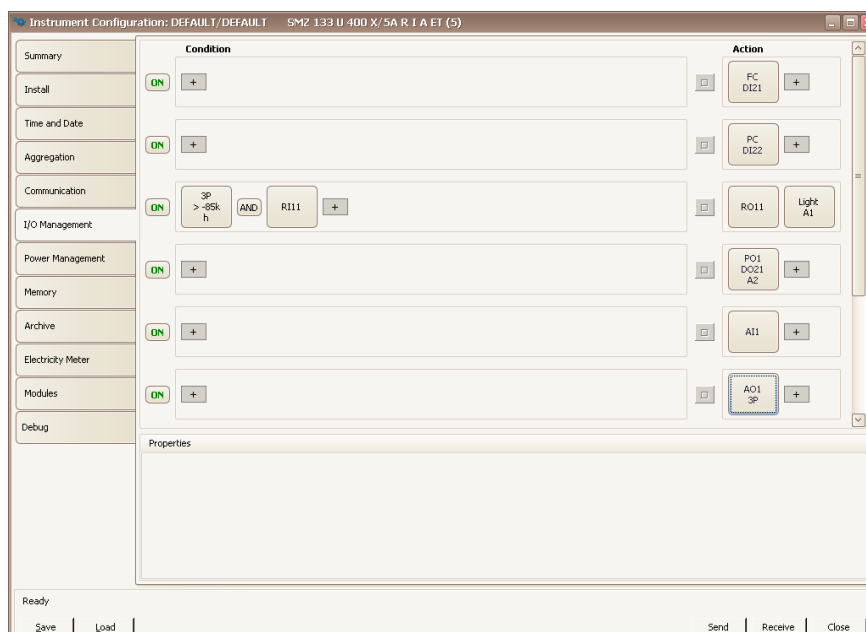 Instrument Configuration: DEFAULT/DEFAULT SMZ 133 U 400 X/5A R I A ET (5)
Summary
Install
Time and Date
Aggregation
Communication
I/O Management
Power Management
Memory
Archive
Electricity Meter
Modules
Debug
Condition Action
ON + FC
DI21 +
ON + PC
DI22 +
ON 3P
> -85k
h AND RI11 + RO11 Light
A1
ON + PO1
DO21
A2 +
ON + AI1 +
ON + AO1
3P +
Properties
Ready
Save Load Send Receive Close